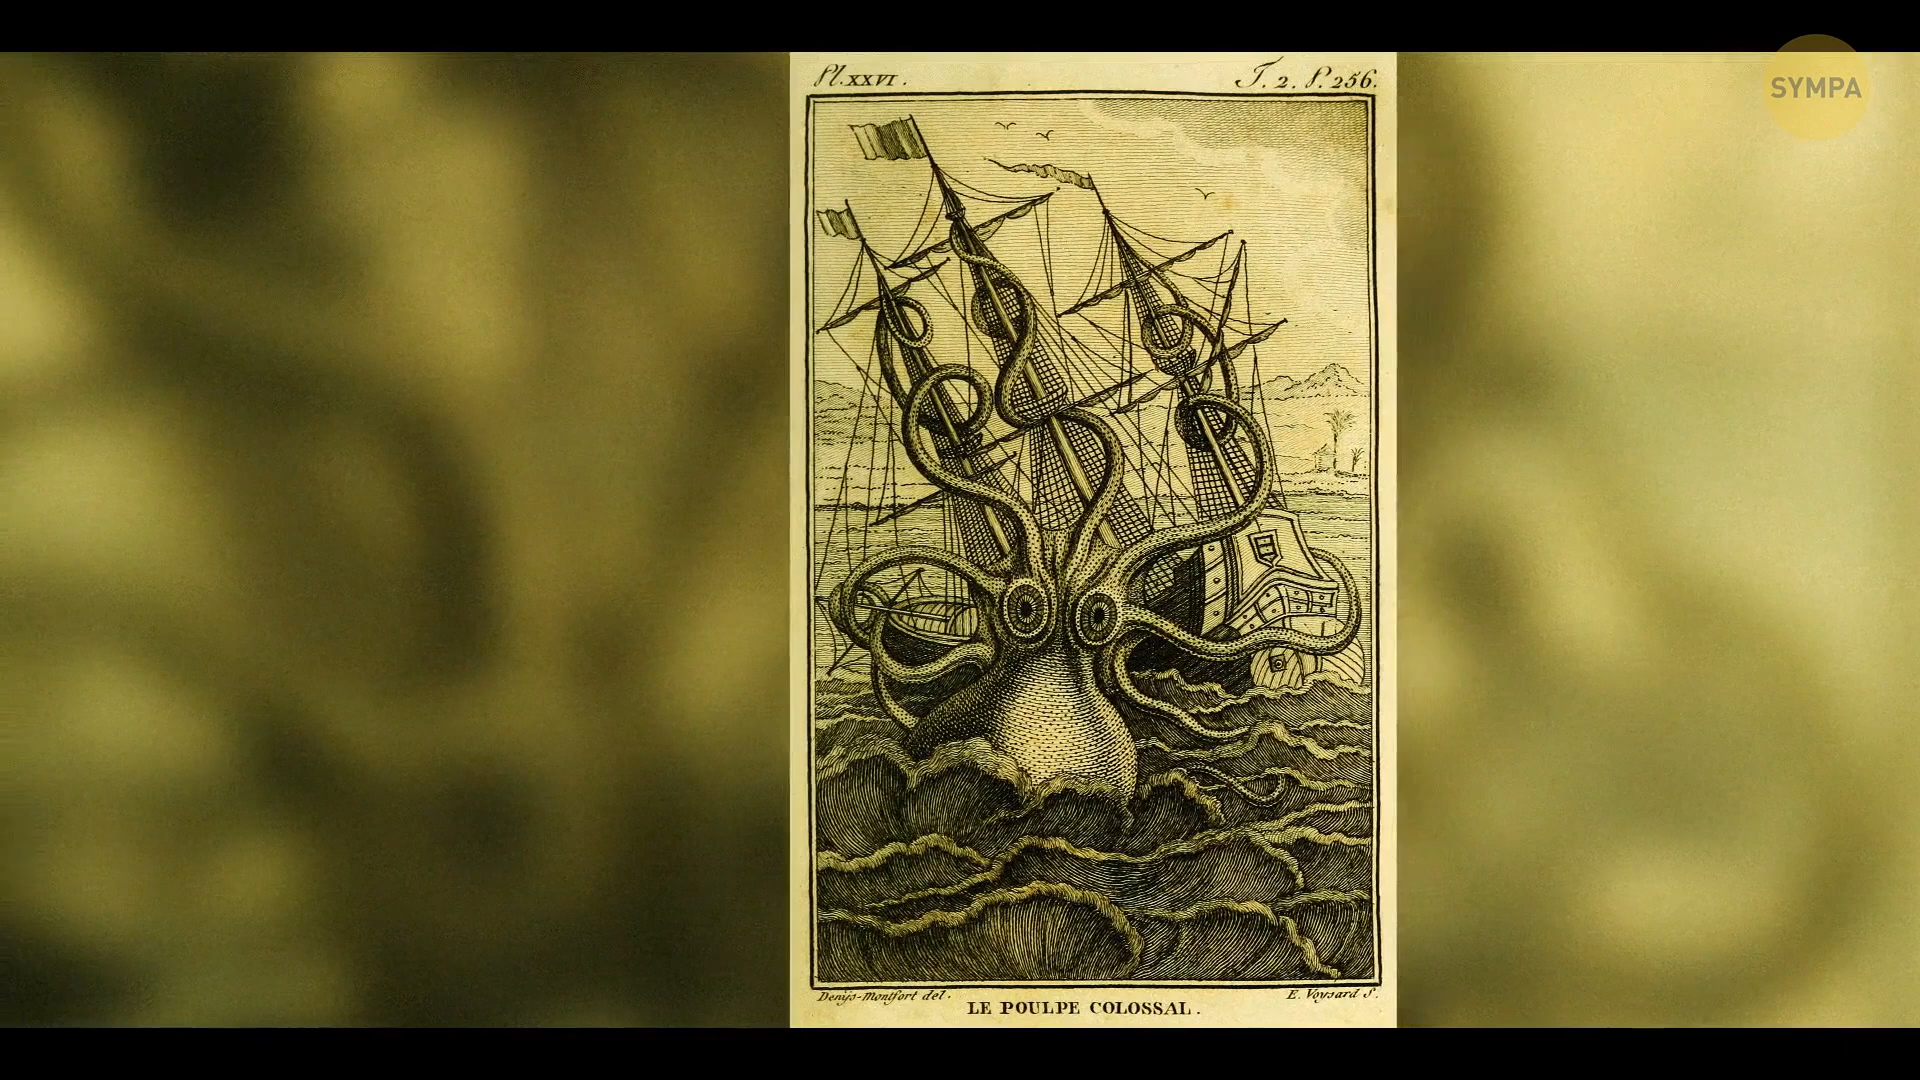 Pl. XXVI.
T. 2. P. 256.
SYMPA
Denys-Montfort del.
E. Voysard S.
LE POULPE COLOSSAL.